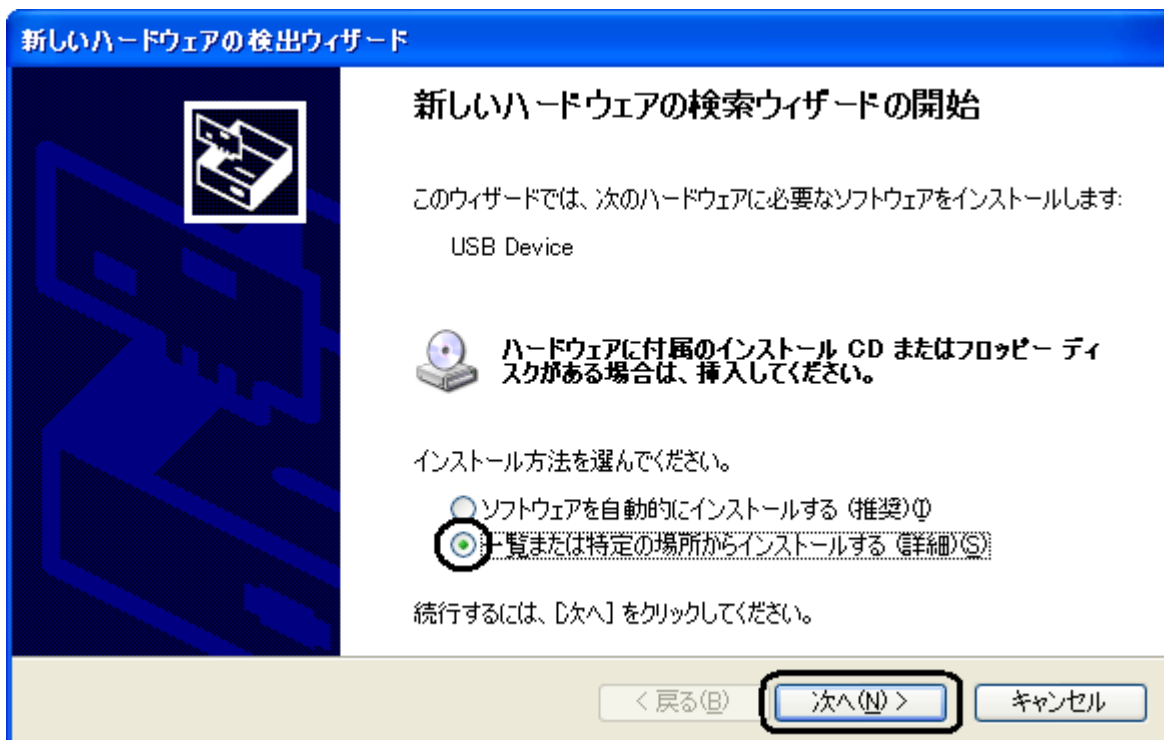 新しいハードウェアの検出ウィザード
新しいハードウェアの検索ウィザードの開始
このウィザードでは、次のハードウェアに必要なソフトウェアをインストールします:
USB Device
ハードウェアに付属のインストール CD またはフロッピー ディ
スクがある場合は、挿入してください。
インストール方法を選んでください。
ソフトウェアを自動的にインストールする (推奨)(I)
一覧または特定の場所からインストールする (詳細)(S)
続行するには、[次へ] をクリックしてください。
< 戻る(B)
次へ(N) >
キャンセル